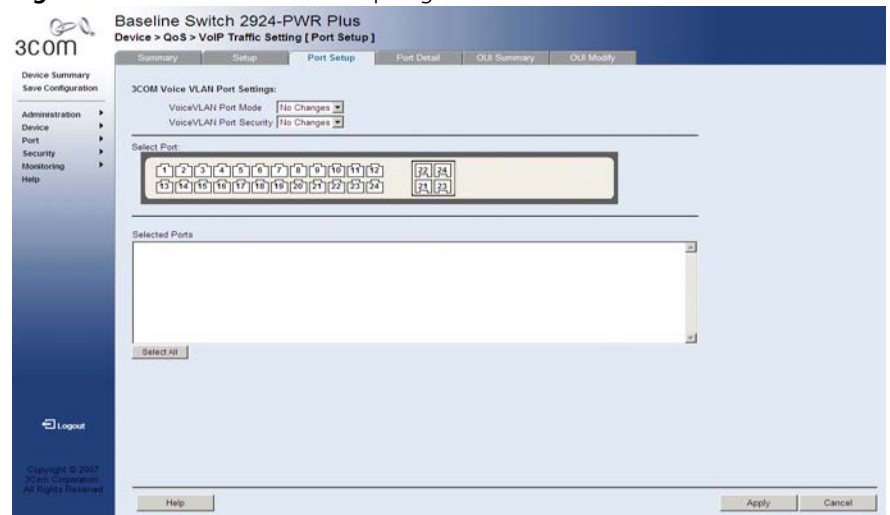 3COM
Baseline Switch 2924-PWR Plus
Device > QoS > VoIP Traffic Setting [ Port Setup ]
Summary Setup Port Setup Port Detail OUI Summary OUI Modify
Device Summary
Save Configuration
Administration
Device
Port
Security
Monitoring
Help
3COM Voice VLAN Port Settings:
VoiceVLAN Port Mode No Changes
VoiceVLAN Port Security No Changes
Select Port:
1 2 3 4 5 6 7 8 9 10 11 12 22 24
13 14 15 16 17 18 19 20 21 22 23 24 21 23
Selected Ports
Select All
Logout
Copyright © 2007
3Com Corporation
All Rights Reserved
Help Apply Cancel